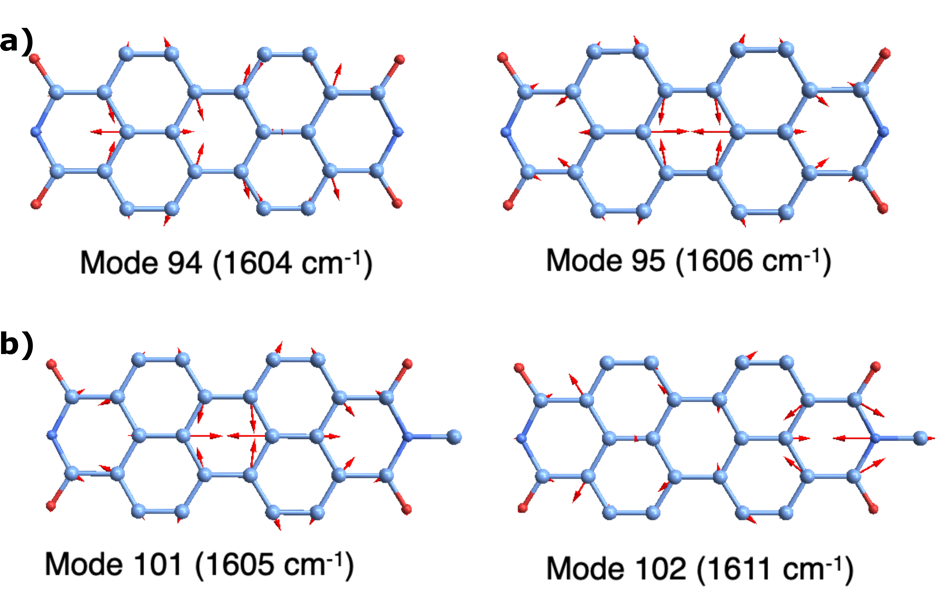 a)
Mode 94 (1604 cm-1)
Mode 95 (1606 cm-1)
b)
Mode 101 (1605 cm-1)
Mode 102 (1611 cm-1)